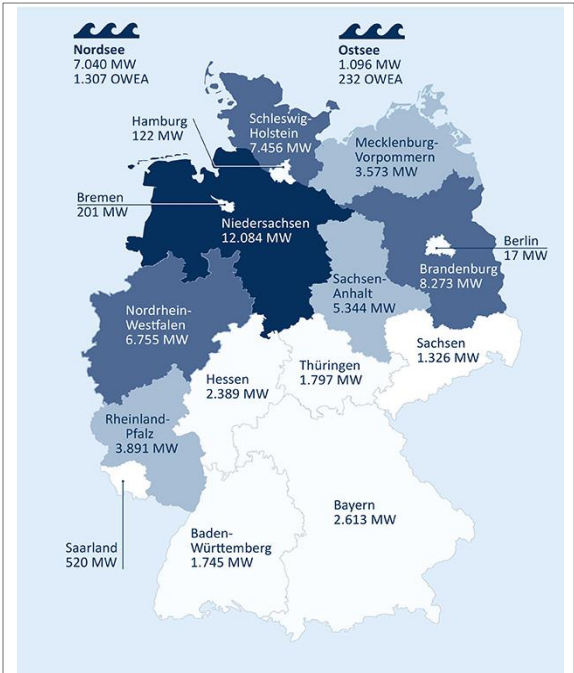 Nordsee
7.040 MW
1.307 OWEA
Ostsee
1.096 MW
232 OWEA
Hamburg
122 MW
Schleswig-
Holstein
7.456 MW
Mecklenburg-
Vorpommern
3.573 MW
Bremen
201 MW
Niedersachsen
12.084 MW
Berlin
17 MW
Brandenburg
8.273 MW
Sachsen-
Anhalt
5.344 MW
Nordrhein-
Westfalen
6.755 MW
Sachsen
1.326 MW
Thüringen
1.797 MW
Hessen
2.389 MW
Rheinland-
Pfalz
3.891 MW
Bayern
2.613 MW
Baden-
Württemberg
1.745 MW
Saarland
520 MW